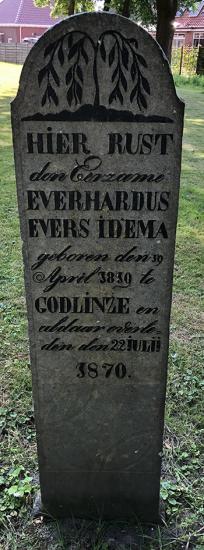 HIER RUST
den Eerzame
EVERHARDUS
EVERS IDEMA
geboren den 19
April 1819 te
GODLINZE en
aldaar overle-
den den 22 JULIJ
1870.